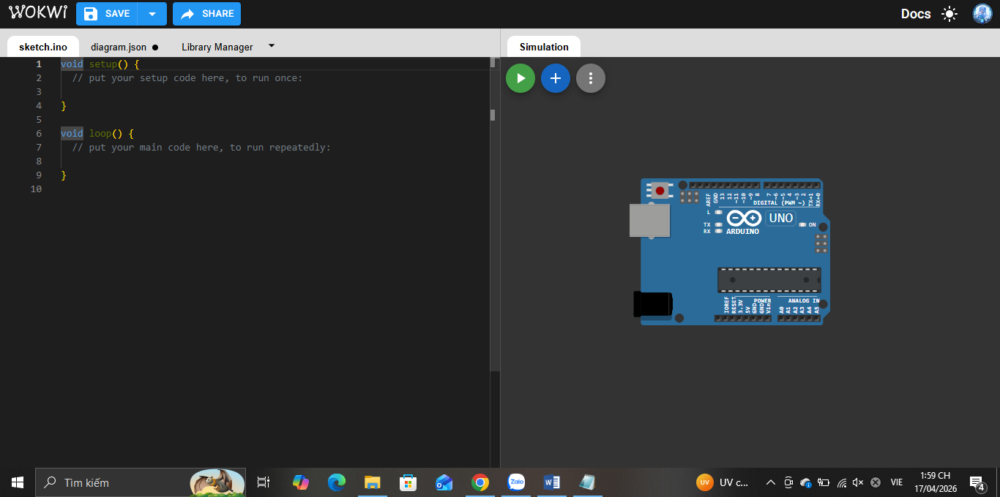 WOKWI SAVE SHARE Docs
sketch.ino diagram.json Library Manager Simulation
1 void setup() {
2 // put your setup code here, to run once:
3
4 }
5
6 void loop() {
7 // put your main code here, to run repeatedly:
8
9 }
10
AREF GND 13 12 ~11 ~10 ~9 8 7 ~6 ~5 4 ~3 2 TX→1 RX←0
DIGITAL (PWM ~)
L
UNO
TX ON
RX ARDUINO
IOREF RESET 3.3V 5V GND GND Vin A0 A1 A2 A3 A4 A5
POWER ANALOG IN
Tìm kiếm
Zalo
UV UV c...
VIE
1:59 CH
17/04/2026
4